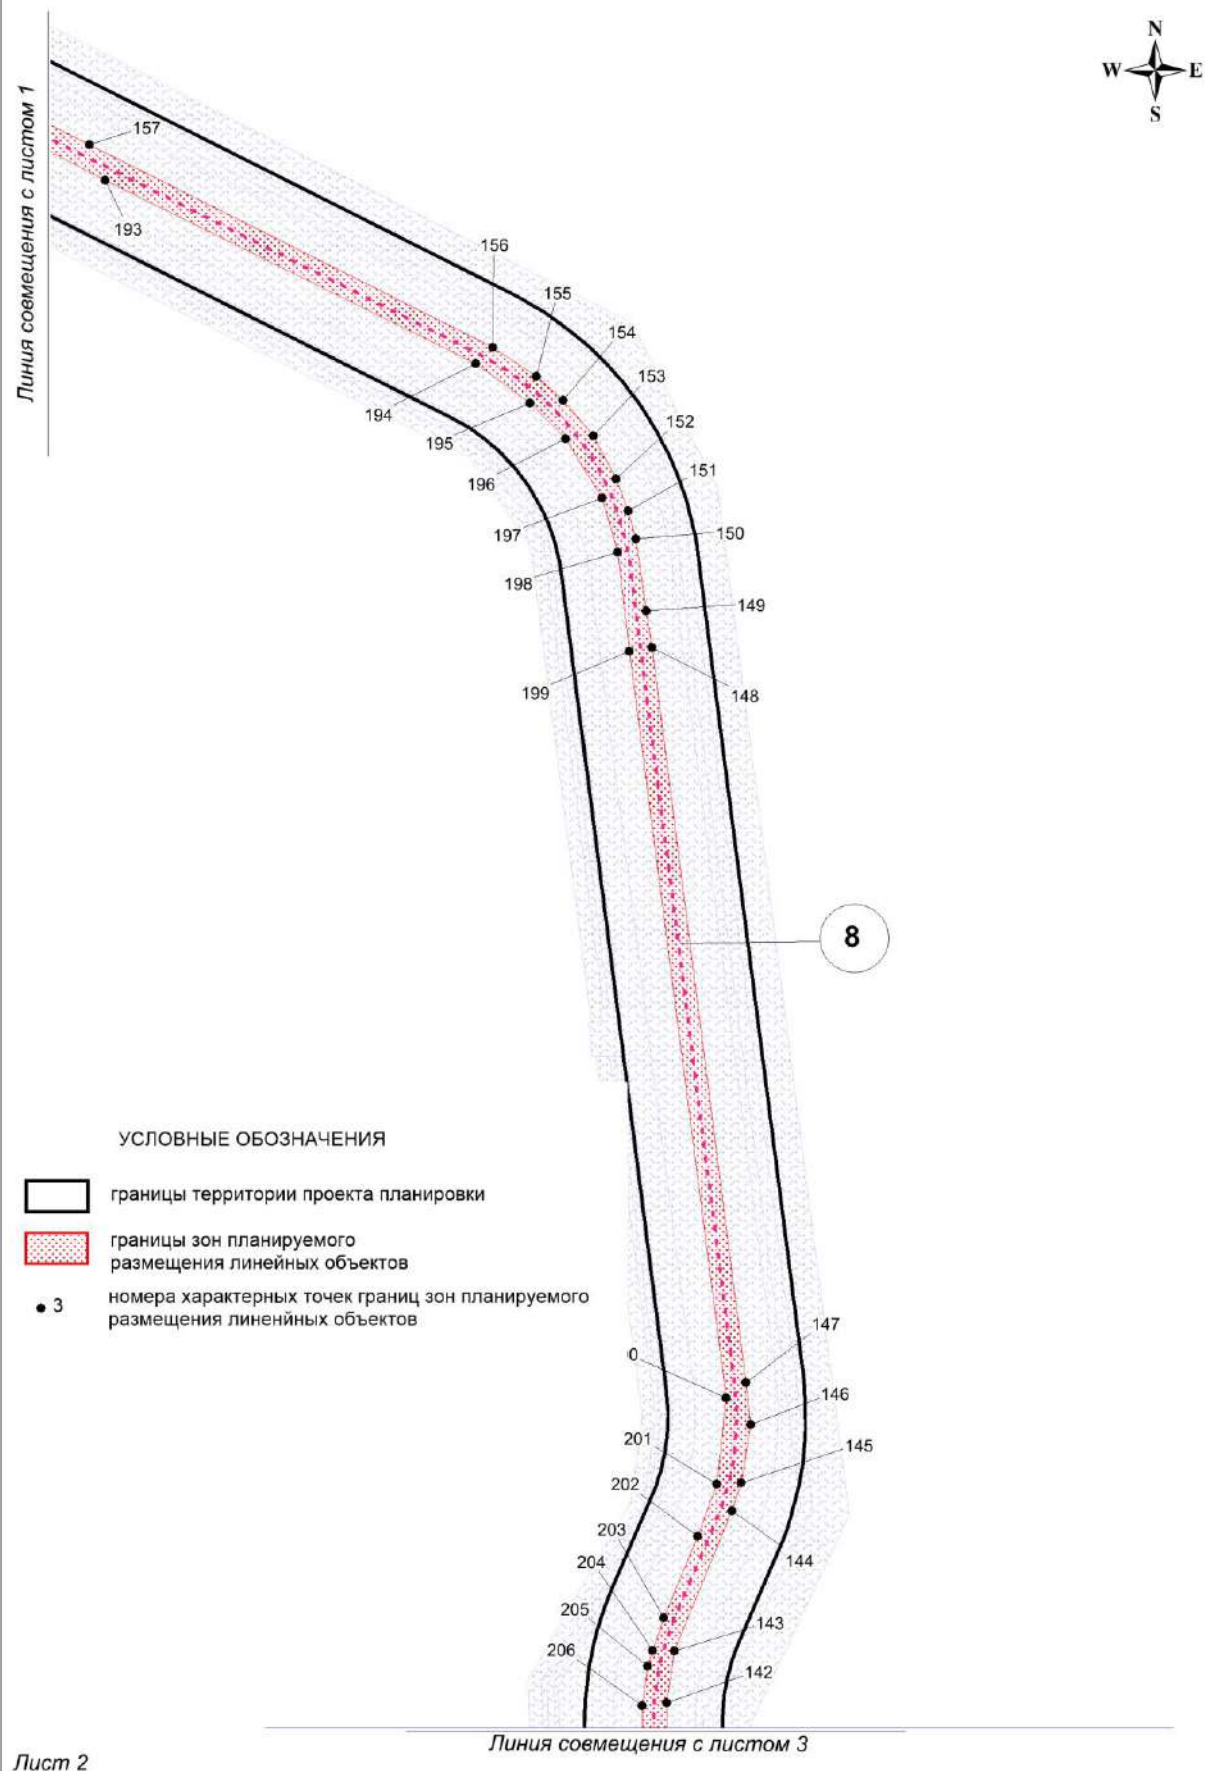 N
W E
S
Линия совмещения с листом 1
157
193
156
155
154
153
152
151
150
149
148
194
195
196
197
198
199
8
УСЛОВНЫЕ ОБОЗНАЧЕНИЯ
границы территории проекта планировки
границы зон планируемого
размещения линейных объектов
3
номера характерных точек границ зон планируемого
размещения линенйных объектов
147
0
146
201
145
202
203
144
204
205
143
206
142
Линия совмещения с листом 3
Лист 2